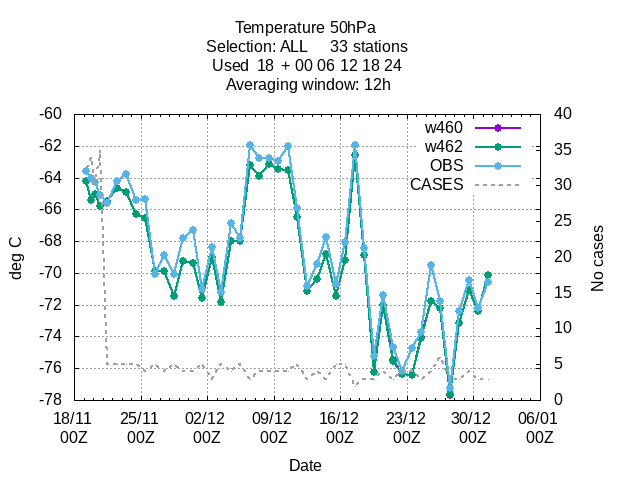 Temperature 50hPa
Selection: ALL 33 stations
Used 18 + 00 06 12 18 24
Averaging window: 12h
w460
w462
OBS
CASES
-60
-62
-64
-66
-68
-70
-72
-74
-76
-78
deg C
40
35
30
25
20
15
10
5
0
No cases
18/11 25/11 02/12 09/12 16/12 23/12 30/12 06/01
00Z 00Z 00Z 00Z 00Z 00Z 00Z 00Z
Date